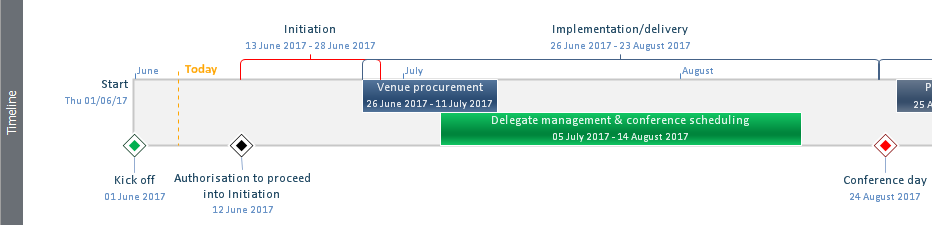 Timeline
Initiation
13 June 2017 - 28 June 2017
Implementation/delivery
26 June 2017 - 23 August 2017
June
Today
July
August
Start
Thu 01/06/17
Venue procurement
26 June 2017 - 11 July 2017
P
25 A
Delegate management & conference scheduling
05 July 2017 - 14 August 2017
Kick off
01 June 2017
Authorisation to proceed
into Initiation
12 June 2017
Conference day
24 August 2017